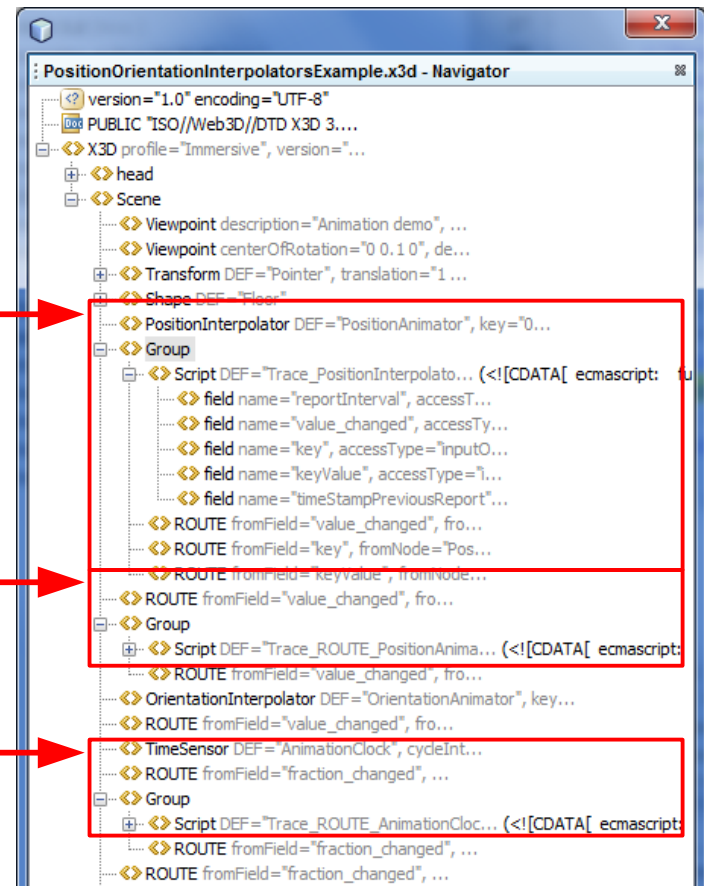 PositionOrientationInterpolatorsExample.x3d - Navigator
version="1.0" encoding="UTF-8"
PUBLIC "ISO//Web3D//DTD X3D 3....
X3D profile="Immersive", version="...
head
Scene
Viewpoint description="Animation demo", ...
Viewpoint centerOfRotation="0 0.1 0", de...
Transform DEF="Pointer", translation="1 ...
Shape DEF="Floor"
PositionInterpolator DEF="PositionAnimator", key="0...
Group
Script DEF="Trace_PositionInterpolato... (<![CDATA[ ecmascript: fu
field name="reportInterval", accessT...
field name="value_changed", accessTy...
field name="key", accessType="inputO...
field name="keyValue", accessType="i...
field name="timeStampPreviousReport"...
ROUTE fromField="value_changed", fro...
ROUTE fromField="key", fromNode="Pos...
ROUTE fromField="keyValue", fromNode...
ROUTE fromField="value_changed", fro...
Group
Script DEF="Trace_ROUTE_PositionAnima... (<![CDATA[ ecmascript:
ROUTE fromField="value_changed", fro...
OrientationInterpolator DEF="OrientationAnimator", key...
ROUTE fromField="value_changed", fro...
TimeSensor DEF="AnimationClock", cycleInt...
ROUTE fromField="fraction_changed", ...
Group
Script DEF="Trace_ROUTE_AnimationCloc... (<![CDATA[ ecmascript:
ROUTE fromField="fraction_changed", ...
ROUTE fromField="fraction_changed", ...